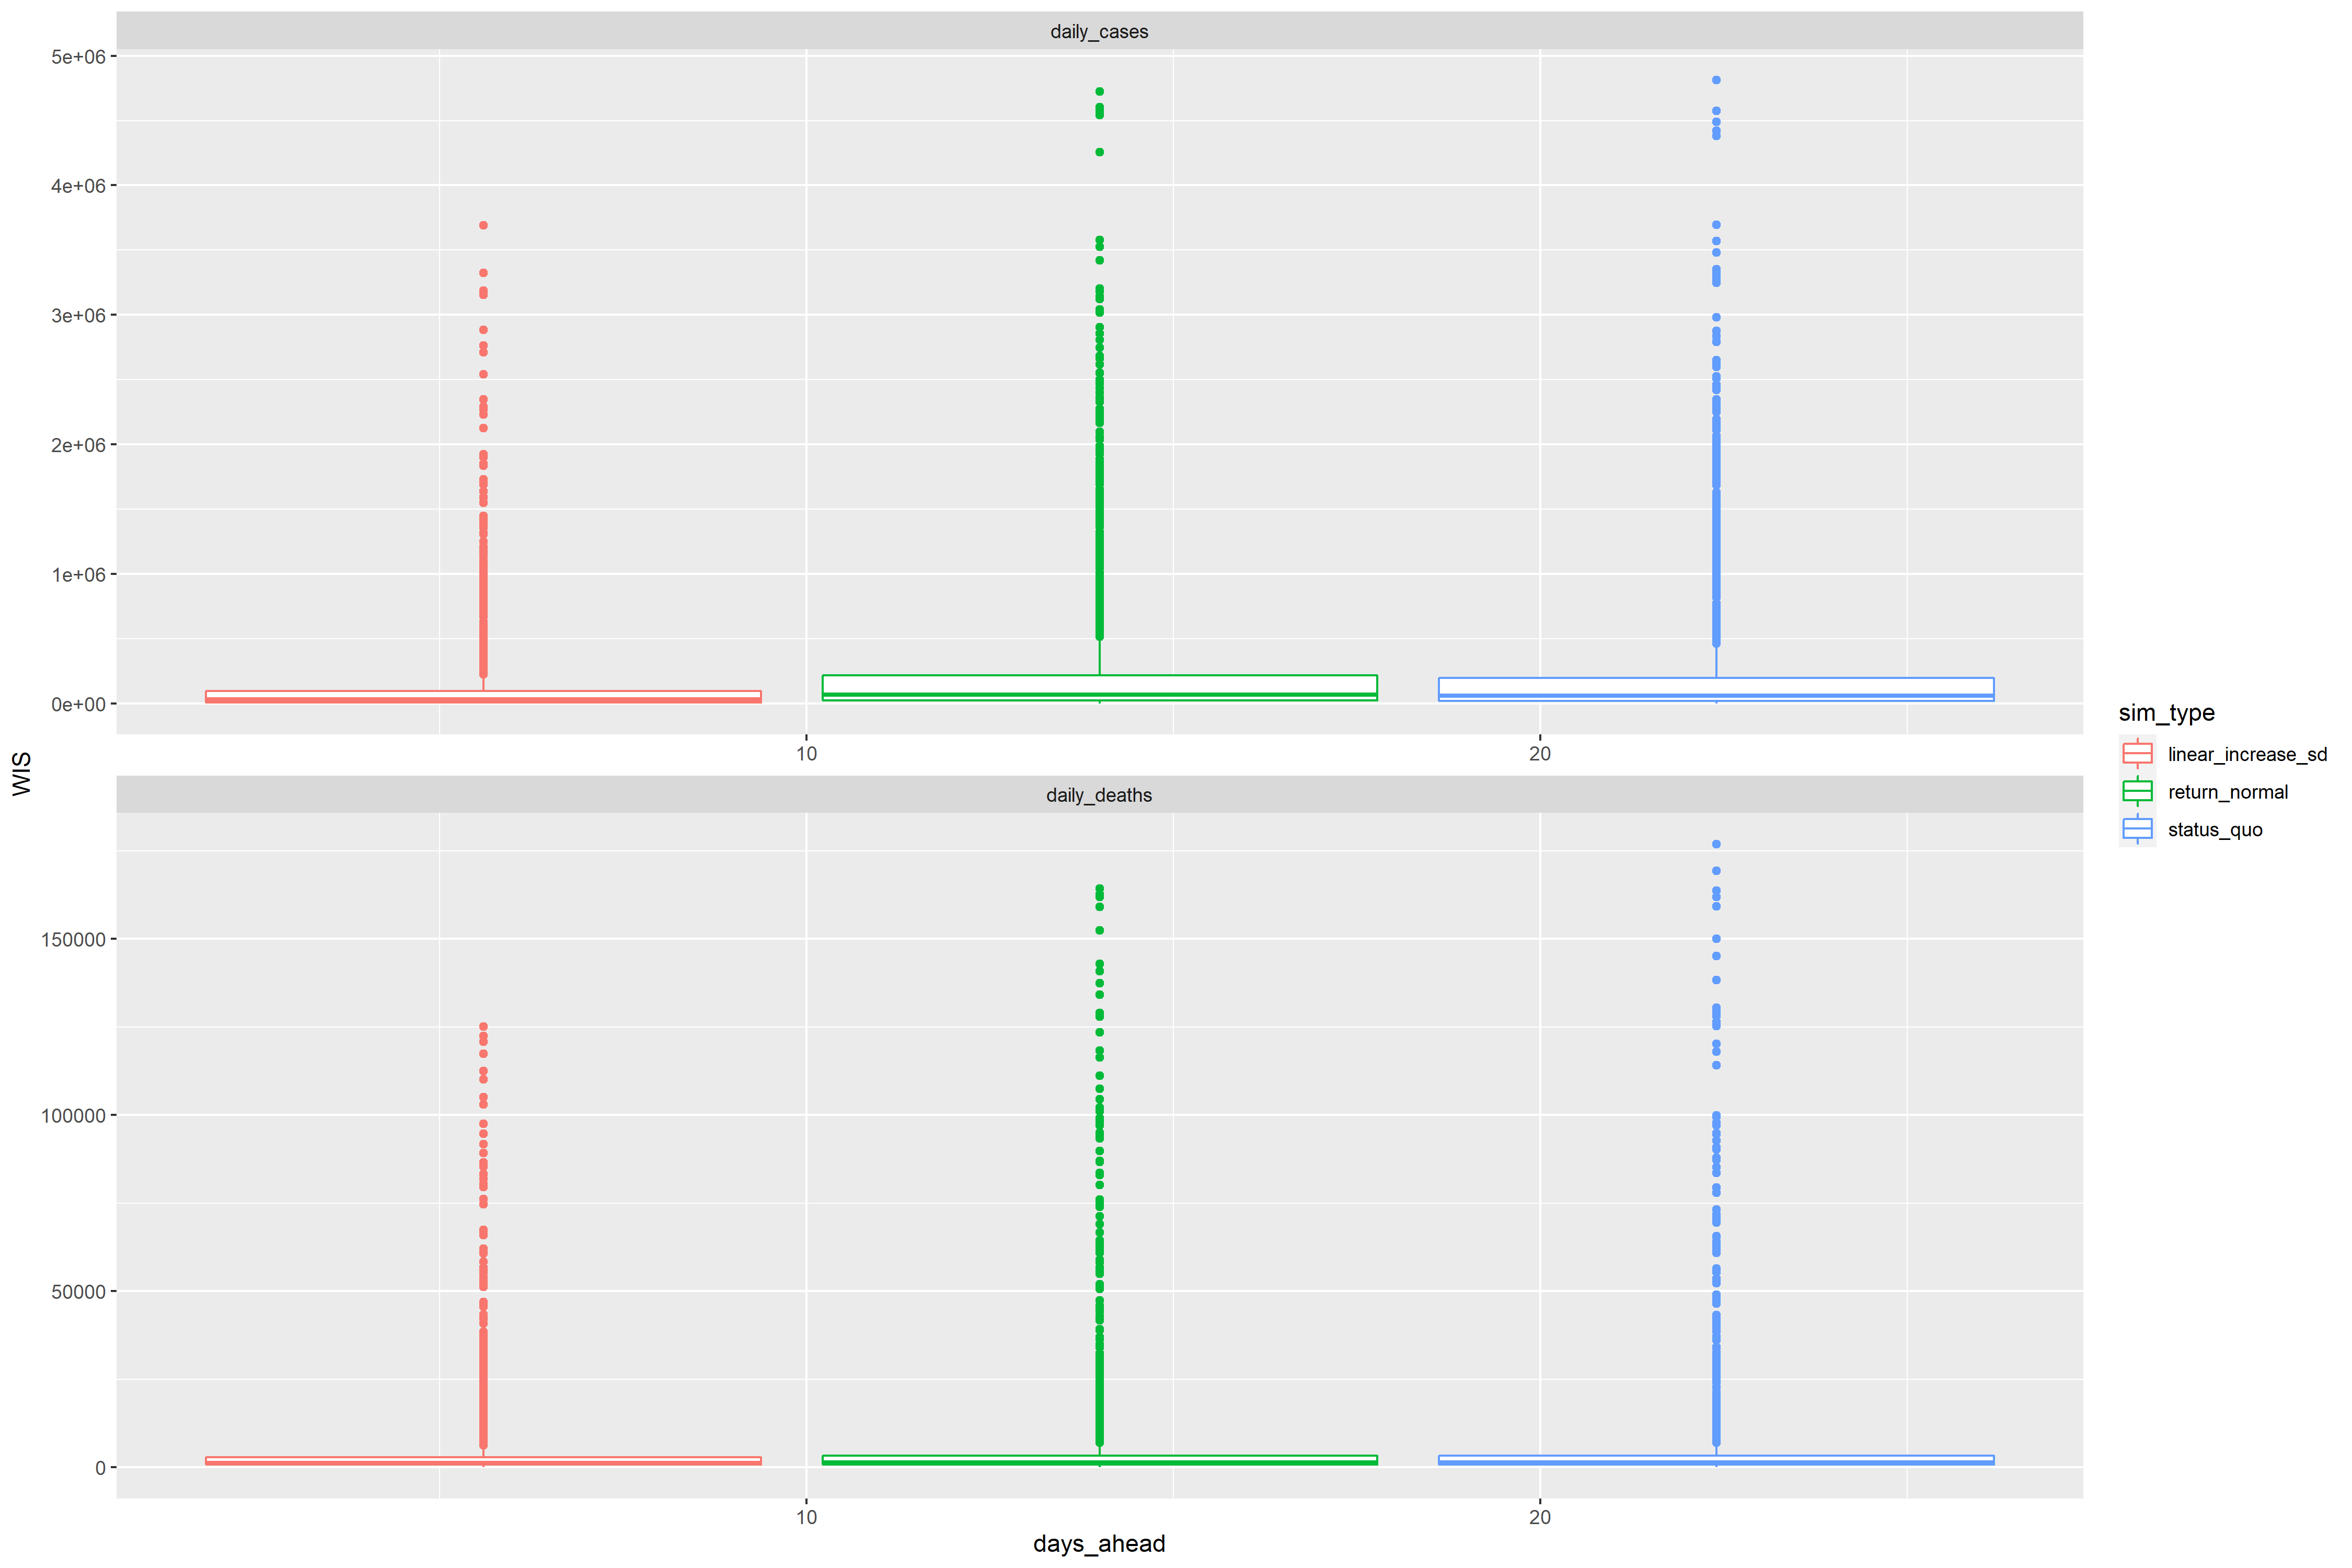 daily_cases
5e+06
4e+06
3e+06
2e+06
1e+06
0e+00
10
20
daily_deaths
150000
100000
50000
0
10
20
days_ahead
WIS
sim_type
linear_increase_sd
return_normal
status_quo